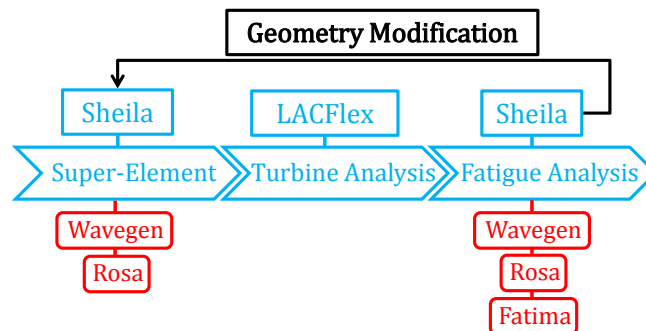 Geometry Modification
Sheila
LACFlex
Sheila
Super-Element
Turbine Analysis
Fatigue Analysis
Wavegen
Rosa
Wavegen
Rosa
Fatima